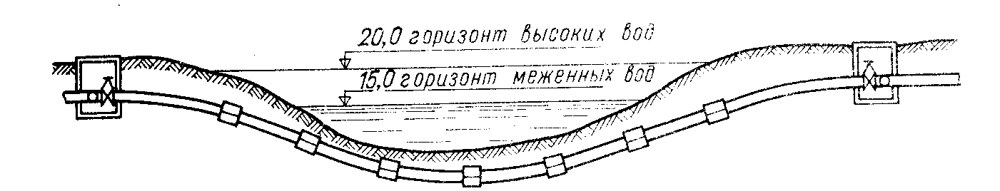 20,0 горизонт высоких вод
15,0 горизонт меженных вод